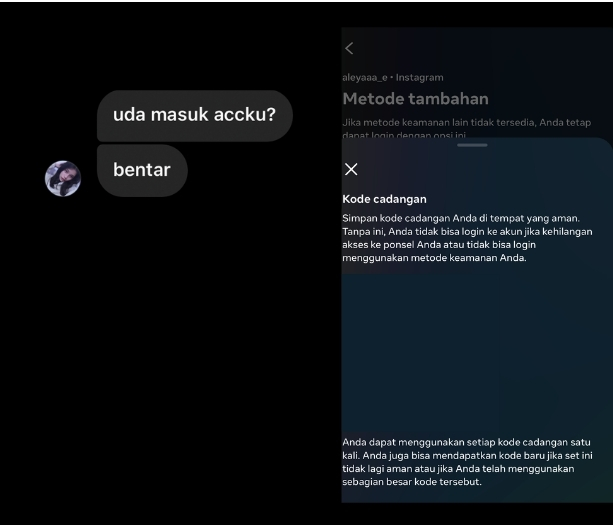 uda masuk accku?
bentar
aleyaaa_e • Instagram
Metode tambahan
Jika metode keamanan lain tidak tersedia, Anda tetap
dapat login dengan opsi ini.
Kode cadangan
Simpan kode cadangan Anda di tempat yang aman.
Tanpa ini, Anda tidak bisa login ke akun jika kehilangan
akses ke ponsel Anda atau tidak bisa login
menggunakan metode keamanan Anda.
Anda dapat menggunakan setiap kode cadangan satu
kali. Anda juga bisa mendapatkan kode baru jika set ini
tidak lagi aman atau jika Anda telah menggunakan
sebagian besar kode tersebut.